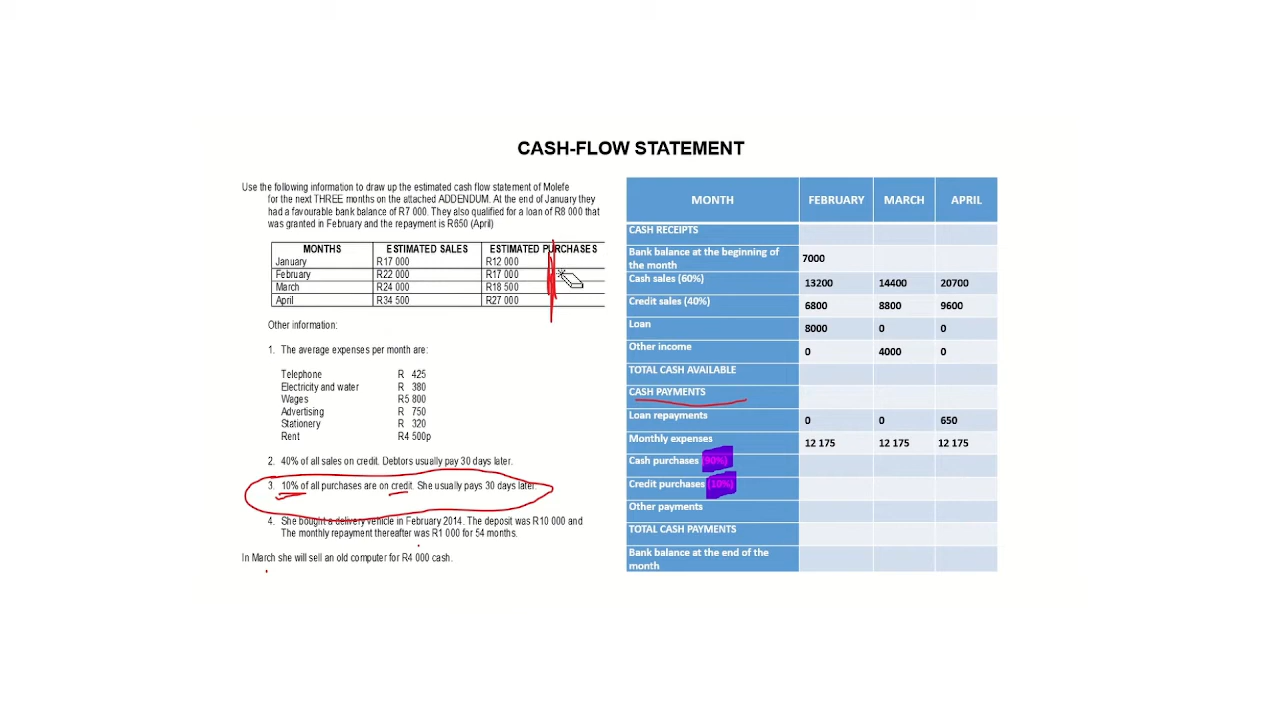 CASH-FLOW STATEMENT
Use the following information to draw up the estimated cash flow statement of Molefe
for the next THREE months on the attached ADDENDUM. At the end of January they
had a favourable bank balance of R7 000. They also qualified for a loan of R8 000 that
was granted in February and the repayment is R650 (April)
MONTHS ESTIMATED SALES ESTIMATED PURCHASES
January R17 000 R12 000
February R22 000 R17 000
March R24 000 R18 500
April R34 500 R27 000
Other information:
1. The average expenses per month are:
Telephone R 425
Electricity and water R 380
Wages R5 800
Advertising R 750
Stationery R 320
Rent R4 500p
2. 40% of all sales on credit. Debtors usually pay 30 days later.
3. 10% of all purchases are on credit. She usually pays 30 days later.
4. She bought a delivery vehicle in February 2014. The deposit was R10 000 and
The monthly repayment thereafter was R1 000 for 54 months.
In March she will sell an old computer for R4 000 cash.
MONTH FEBRUARY MARCH APRIL
CASH RECEIPTS
Bank balance at the beginning of
the month 7000
Cash sales (60%) 13200 14400 20700
Credit sales (40%) 6800 8800 9600
Loan 8000 0 0
Other income 0 4000 0
TOTAL CASH AVAILABLE
CASH PAYMENTS
Loan repayments 0 0 650
Monthly expenses 12 175 12 175 12 175
Cash purchases (90%)
Credit purchases (10%)
Other payments
TOTAL CASH PAYMENTS
Bank balance at the end of the
month